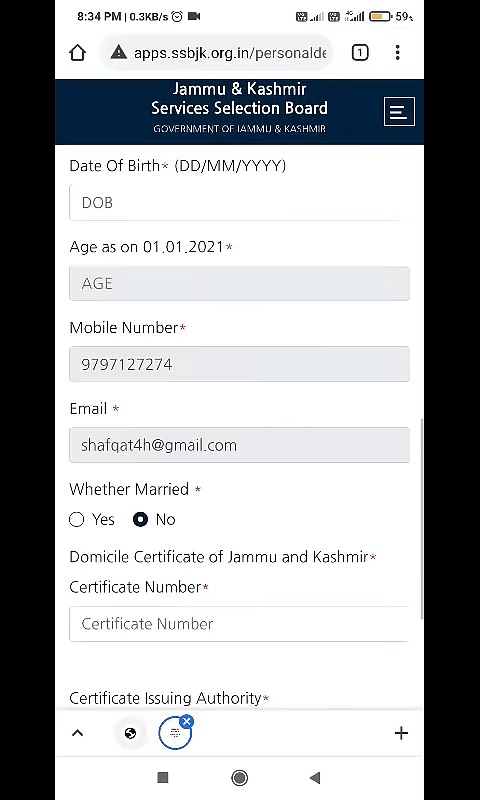 8:34 PM | 0.3KB/s
59%
apps.ssbjk.org.in/personalde
1
Jammu & Kashmir
Services Selection Board
GOVERNMENT OF JAMMU & KASHMIR
Date Of Birth* (DD/MM/YYYY)
DOB
Age as on 01.01.2021*
AGE
Mobile Number*
9797127274
Email *
shafqat4h@gmail.com
Whether Married *
Yes No
Domicile Certificate of Jammu and Kashmir*
Certificate Number*
Certificate Number
Certificate Issuing Authority*